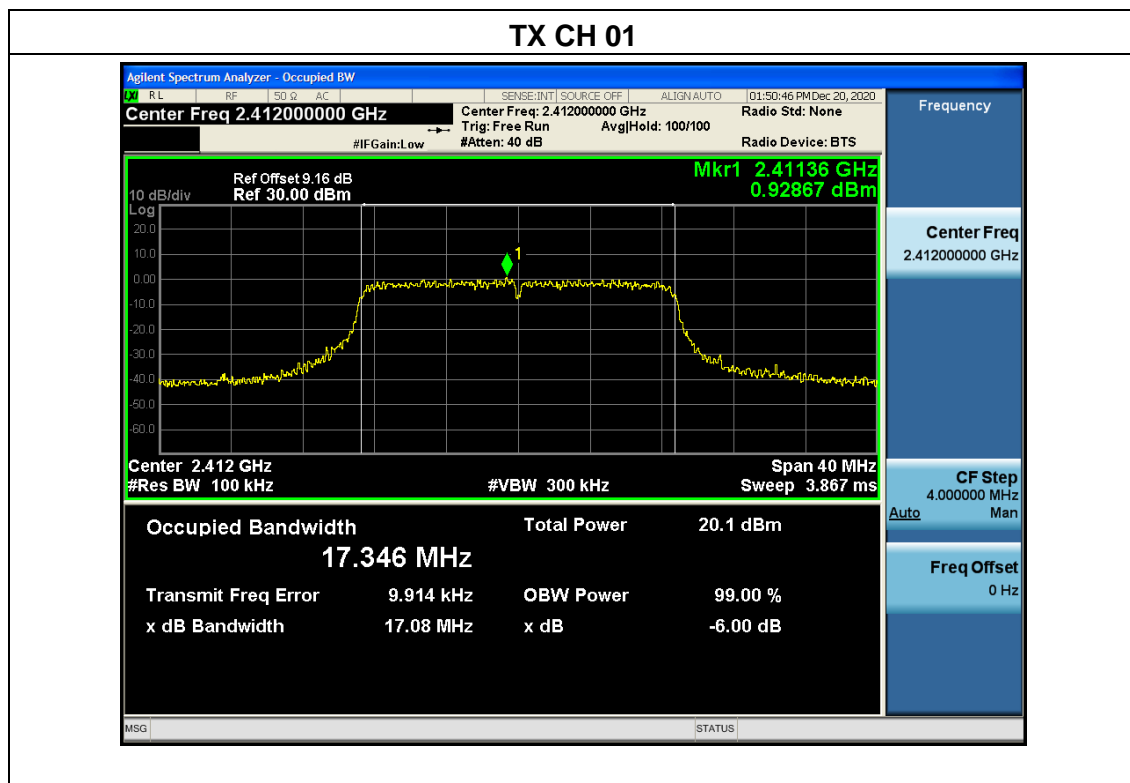 TX CH 01
Agilent Spectrum Analyzer - Occupied BW
LXI RL RF 50 Ω AC SENSE:INT SOURCE OFF ALIGN AUTO 01:50:46 PM Dec 20, 2020
Center Freq 2.412000000 GHz
Center Freq: 2.412000000 GHz
Radio Std: None
Trig: Free Run Avg|Hold: 100/100
#IFGain:Low
#Atten: 40 dB
Radio Device: BTS
Frequency
Mkr1 2.41136 GHz
0.92867 dBm
Ref Offset 9.16 dB
10 dB/div Ref 30.00 dBm
Log
20.0
10.0
0.00
-10.0
-20.0
-30.0
-40.0
-50.0
-60.0
1
Center 2.412 GHz
Span 40 MHz
#Res BW 100 kHz
#VBW 300 kHz
Sweep 3.867 ms
Center Freq
2.412000000 GHz
CF Step
4.000000 MHz
Auto Man
Freq Offset
0 Hz
Occupied Bandwidth
17.346 MHz
Total Power 20.1 dBm
Transmit Freq Error 9.914 kHz
OBW Power 99.00 %
x dB Bandwidth 17.08 MHz
x dB -6.00 dB
MSG
STATUS